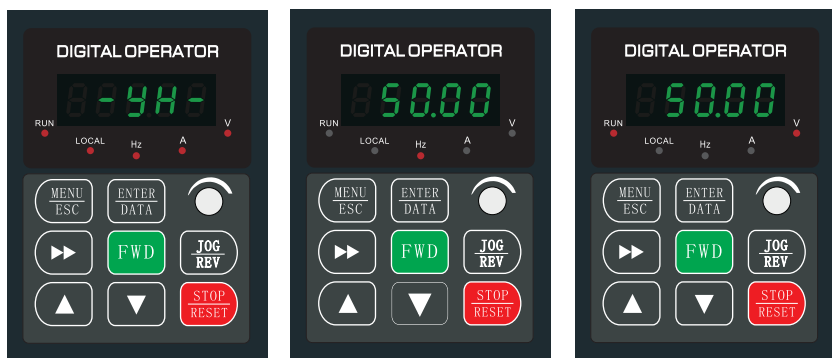 DIGITAL OPERATOR
-yH-
RUN
LOCAL
Hz
A
V
MENU
ESC
ENTER
DATA
FWD
JOG
REV
STOP
RESET
DIGITAL OPERATOR
50.00
RUN
LOCAL
Hz
A
V
MENU
ESC
ENTER
DATA
FWD
JOG
REV
STOP
RESET
DIGITAL OPERATOR
50.00
RUN
LOCAL
Hz
A
V
MENU
ESC
ENTER
DATA
FWD
JOG
REV
STOP
RESET